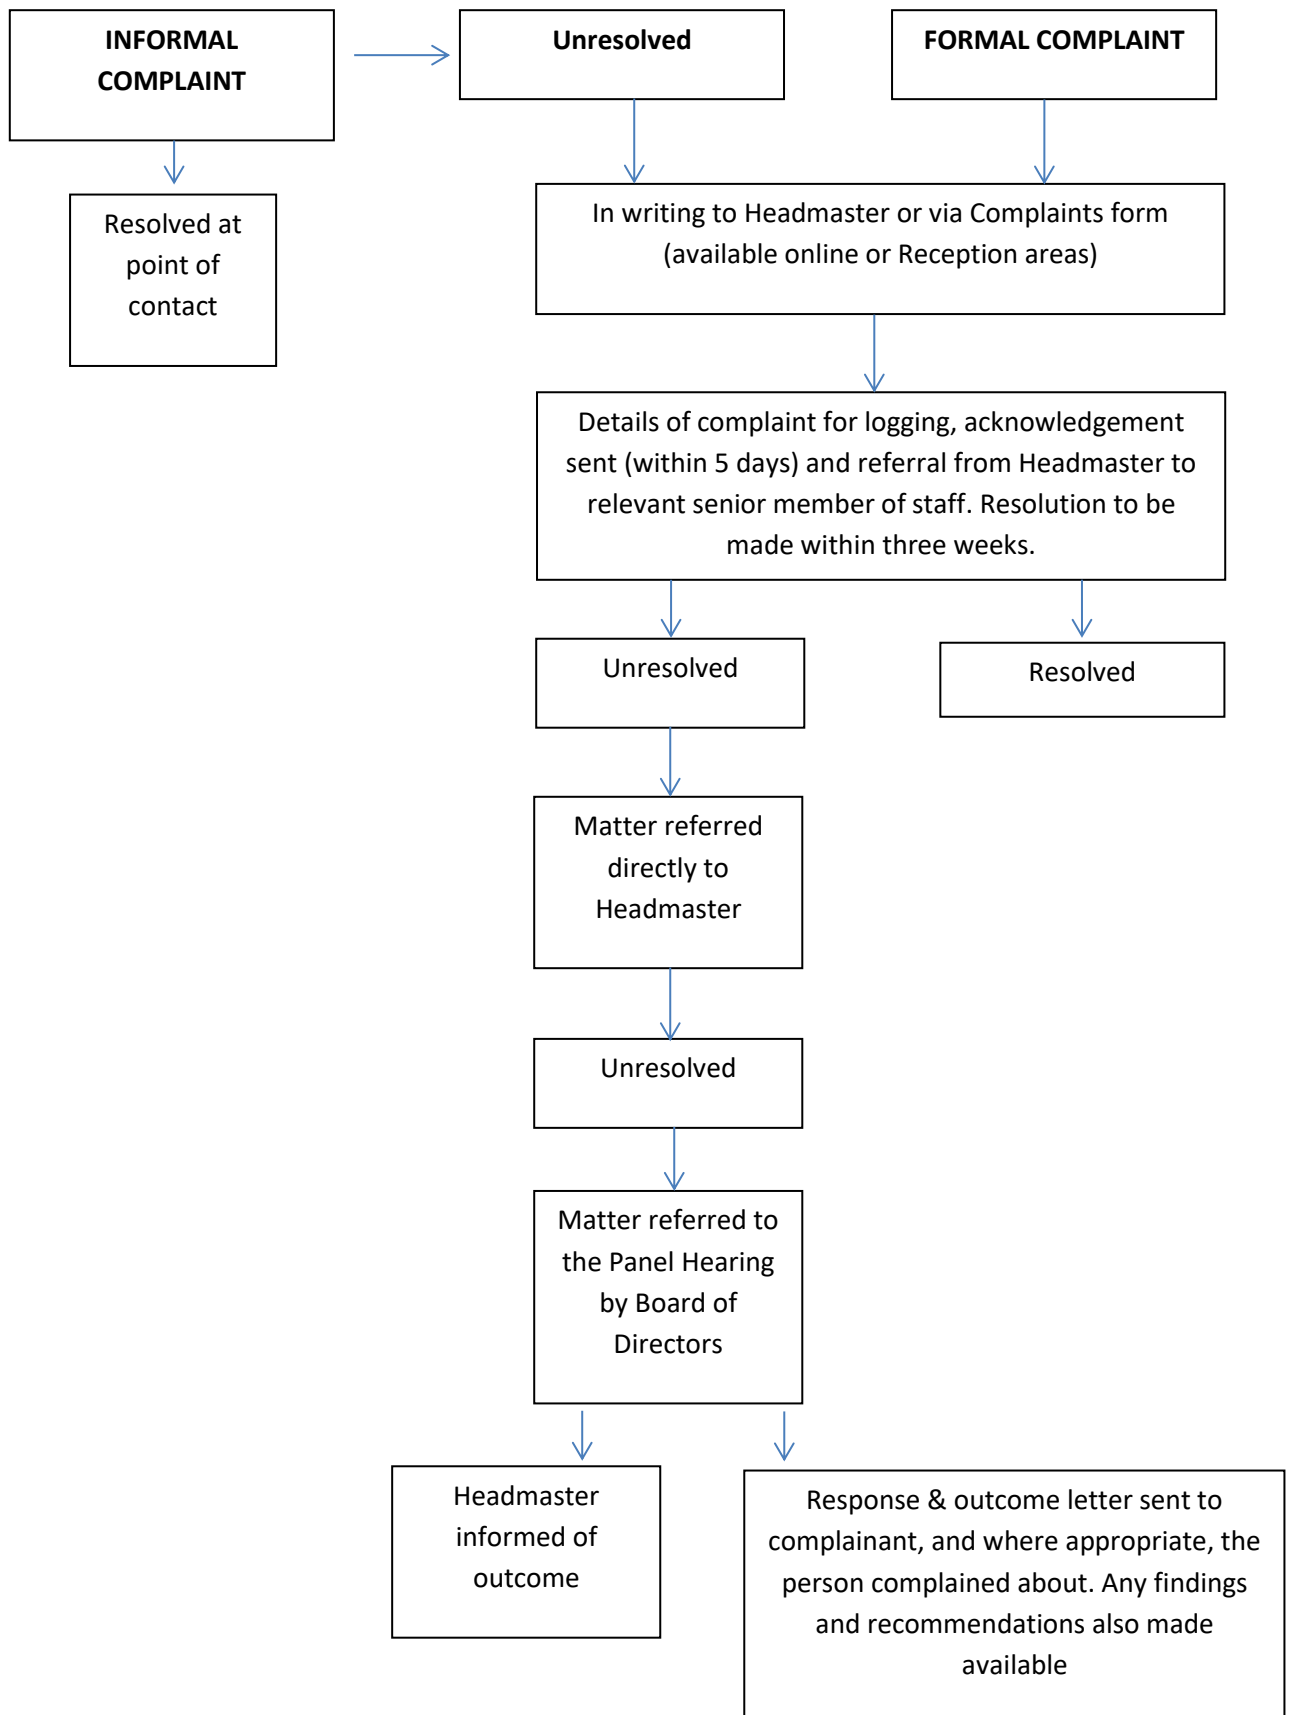 INFORMAL
COMPLAINT
Unresolved
FORMAL COMPLAINT
Resolved at
point of
contact
In writing to Headmaster or via Complaints form
(available online or Reception areas)
Details of complaint for logging, acknowledgement
sent (within 5 days) and referral from Headmaster to
relevant senior member of staff. Resolution to be
made within three weeks.
Unresolved
Resolved
Matter referred
directly to
Headmaster
Unresolved
Matter referred to
the Panel Hearing
by Board of
Directors
Headmaster
informed of
outcome
Response & outcome letter sent to
complainant, and where appropriate, the
person complained about. Any findings
and recommendations also made
available